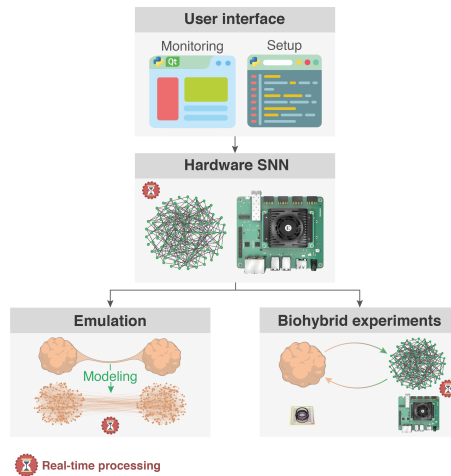 User interface
Monitoring
Setup
Qt
Hardware SNN
Emulation
Modeling
Biohybrid experiments
Real-time processing